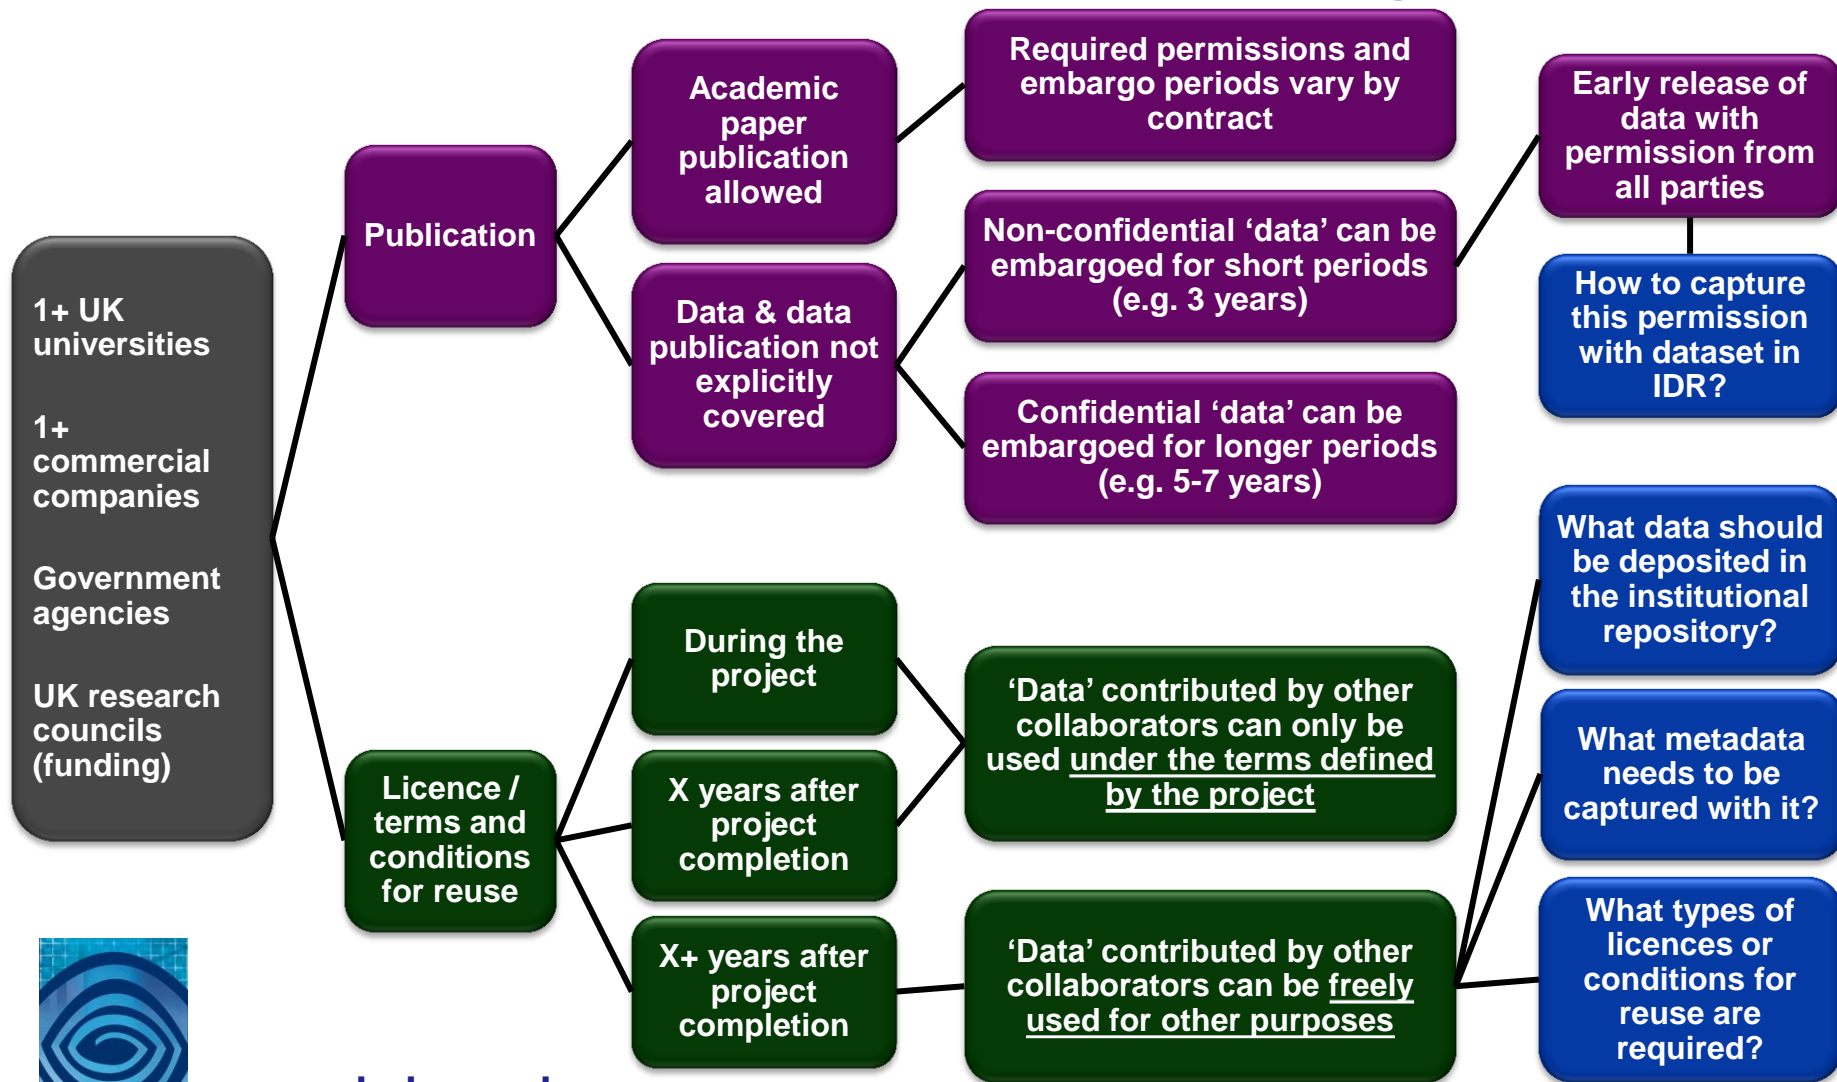 1+ UK
universities
1+
commercial
companies
Government
agencies
UK research
councils
(funding)
Publication
Academic
paper
publication
allowed
Required permissions and
embargo periods vary by
contract
Data & data
publication not
explicitly
covered
Non-confidential ‘data’ can be
embargoed for short periods
(e.g. 3 years)
Confidential ‘data’ can be
embargoed for longer periods
(e.g. 5-7 years)
Early release of
data with
permission from
all parties
How to capture
this permission
with dataset in
IDR?
Licence /
terms and
conditions
for reuse
During the
project
X years after
project
completion
X+ years after
project
completion
‘Data’ contributed by other
collaborators can only be
used under the terms defined
by the project
‘Data’ contributed by other
collaborators can be freely
used for other purposes
What data should
be deposited in
the institutional
repository?
What metadata
needs to be
captured with it?
What types of
licences or
conditions for
reuse are
required?